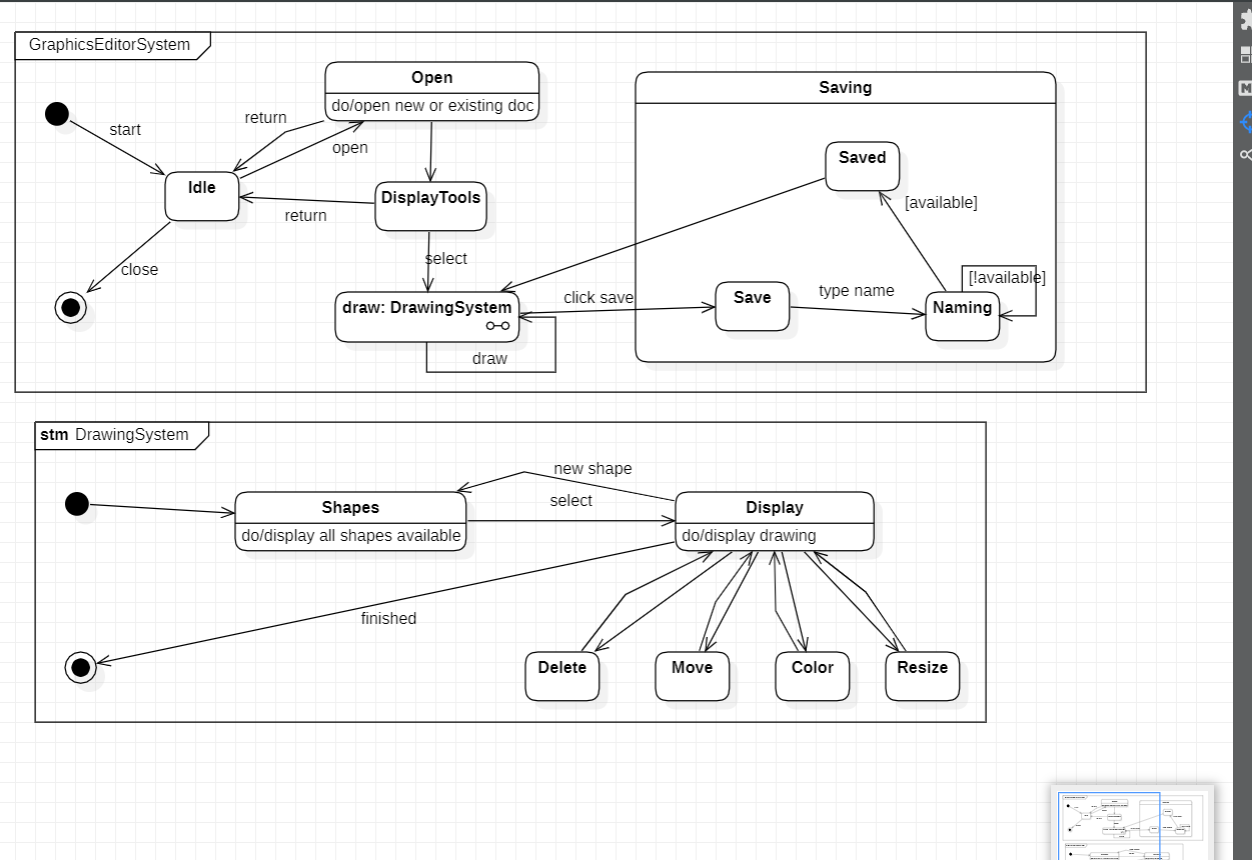 GraphicsEditorSystem
Open
do/open new or existing doc
Saving
return
start
open
Saved
Idle
DisplayTools
[available]
return
select
close
[!available]
type name
click save
Save
Naming
draw: DrawingSystem
draw
stm DrawingSystem
new shape
select
Shapes
Display
do/display all shapes available
do/display drawing
finished
Delete
Move
Color
Resize